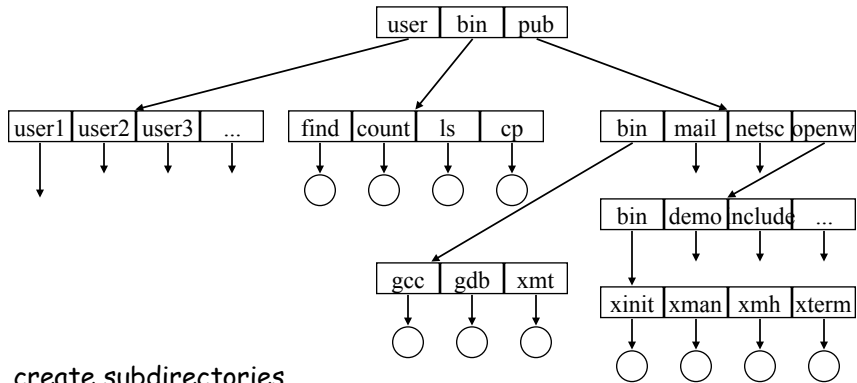 user bin pub
user1 user2 user3 ...
find count ls cp
bin mail netsc openw
bin demo include ...
gcc gdb xmt
xinit xman xmh xterm
create subdirectories